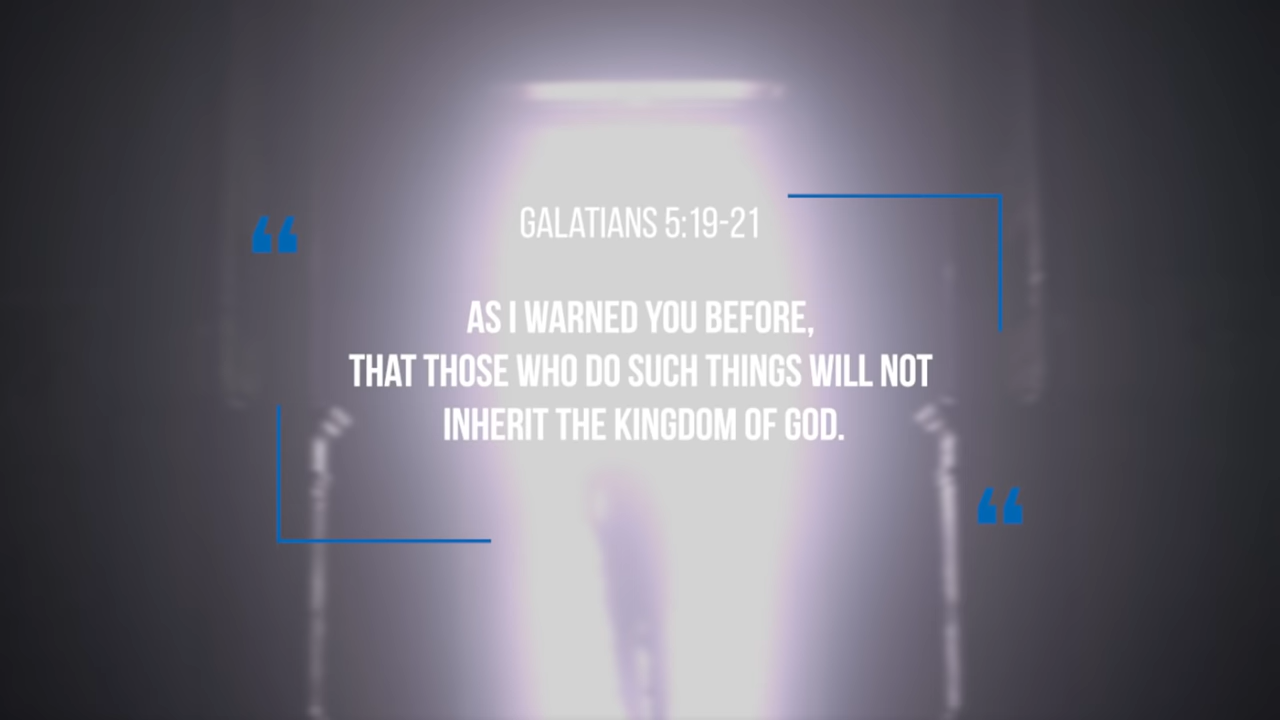 GALATIANS 5:19-21
AS I WARNED YOU BEFORE,
THAT THOSE WHO DO SUCH THINGS WILL NOT
INHERIT THE KINGDOM OF GOD.